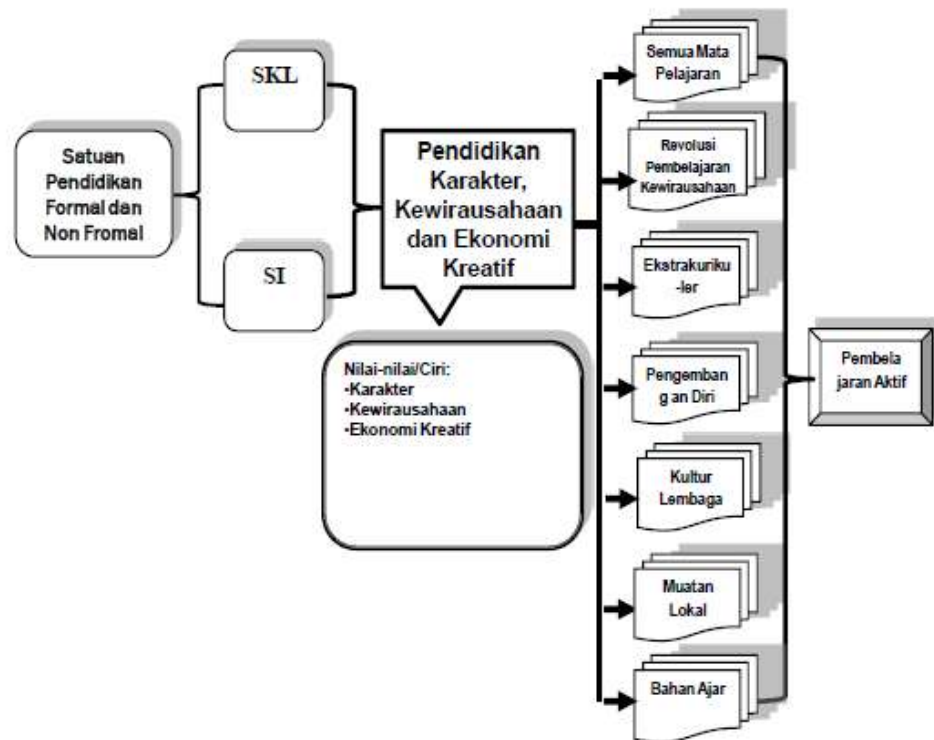 Satuan
Pendidikan
Formal dan
Non Fromal
SKL
SI
Pendidikan
Karakter,
Kewirausahaan
dan Ekonomi
Kreatif
Nilai-nilai/Ciri:
•Karakter
•Kewirausahaan
•Ekonomi Kreatif
Semua Mata
Pelajaran
Revolusi
Pembelajaran
Kewirausahaan
Ekstrakuriku
-ler
Pengemban
g an Diri
Kultur
Lembaga
Muatan
Lokal
Bahan Ajar
Pembela
jaran Aktif